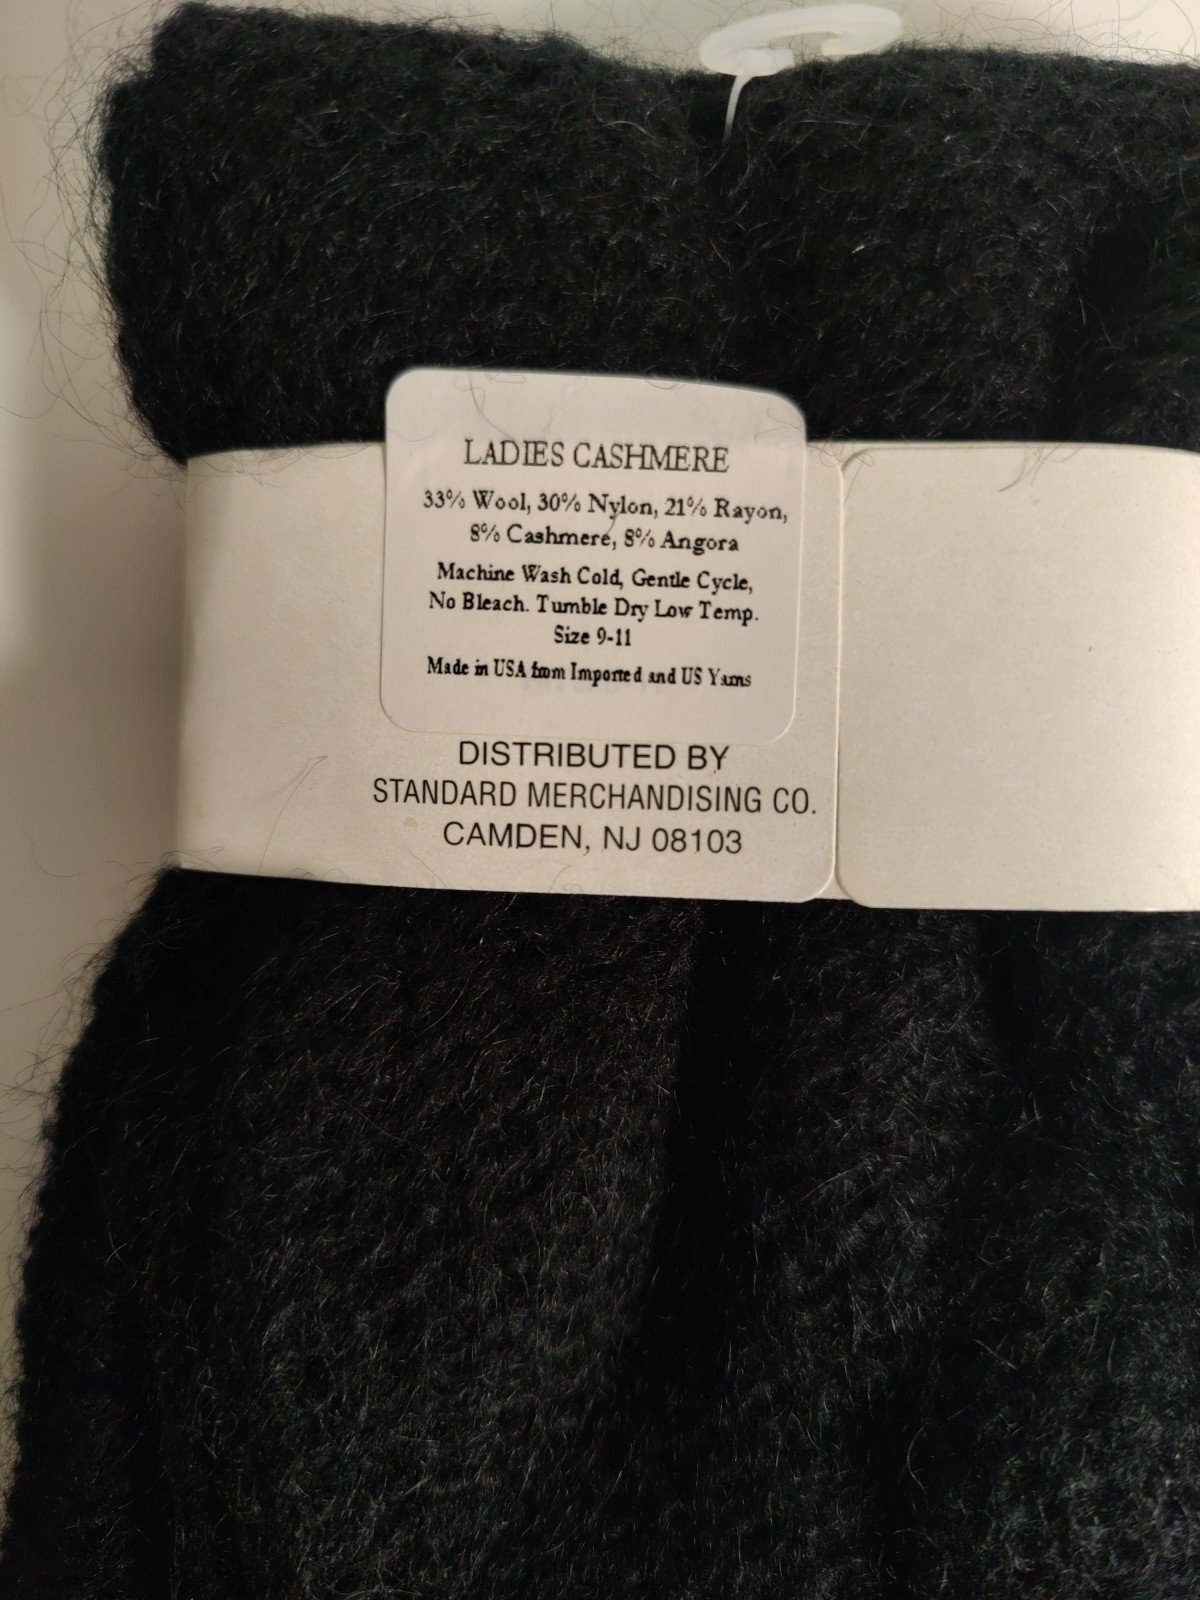 LADIES CASHMERE
33% Wool, 30% Nylon, 21% Rayon,
8% Cashmere, 8% Angora
Machine Wash Cold, Gentle Cycle,
No Bleach. Tumble Dry Low Temp.
Size 9-11
Made in USA from Imported and US Yarns
DISTRIBUTED BY
STANDARD MERCHANDISING CO.
CAMDEN, NJ 08103